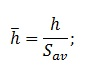 h̅ = h / S_av;